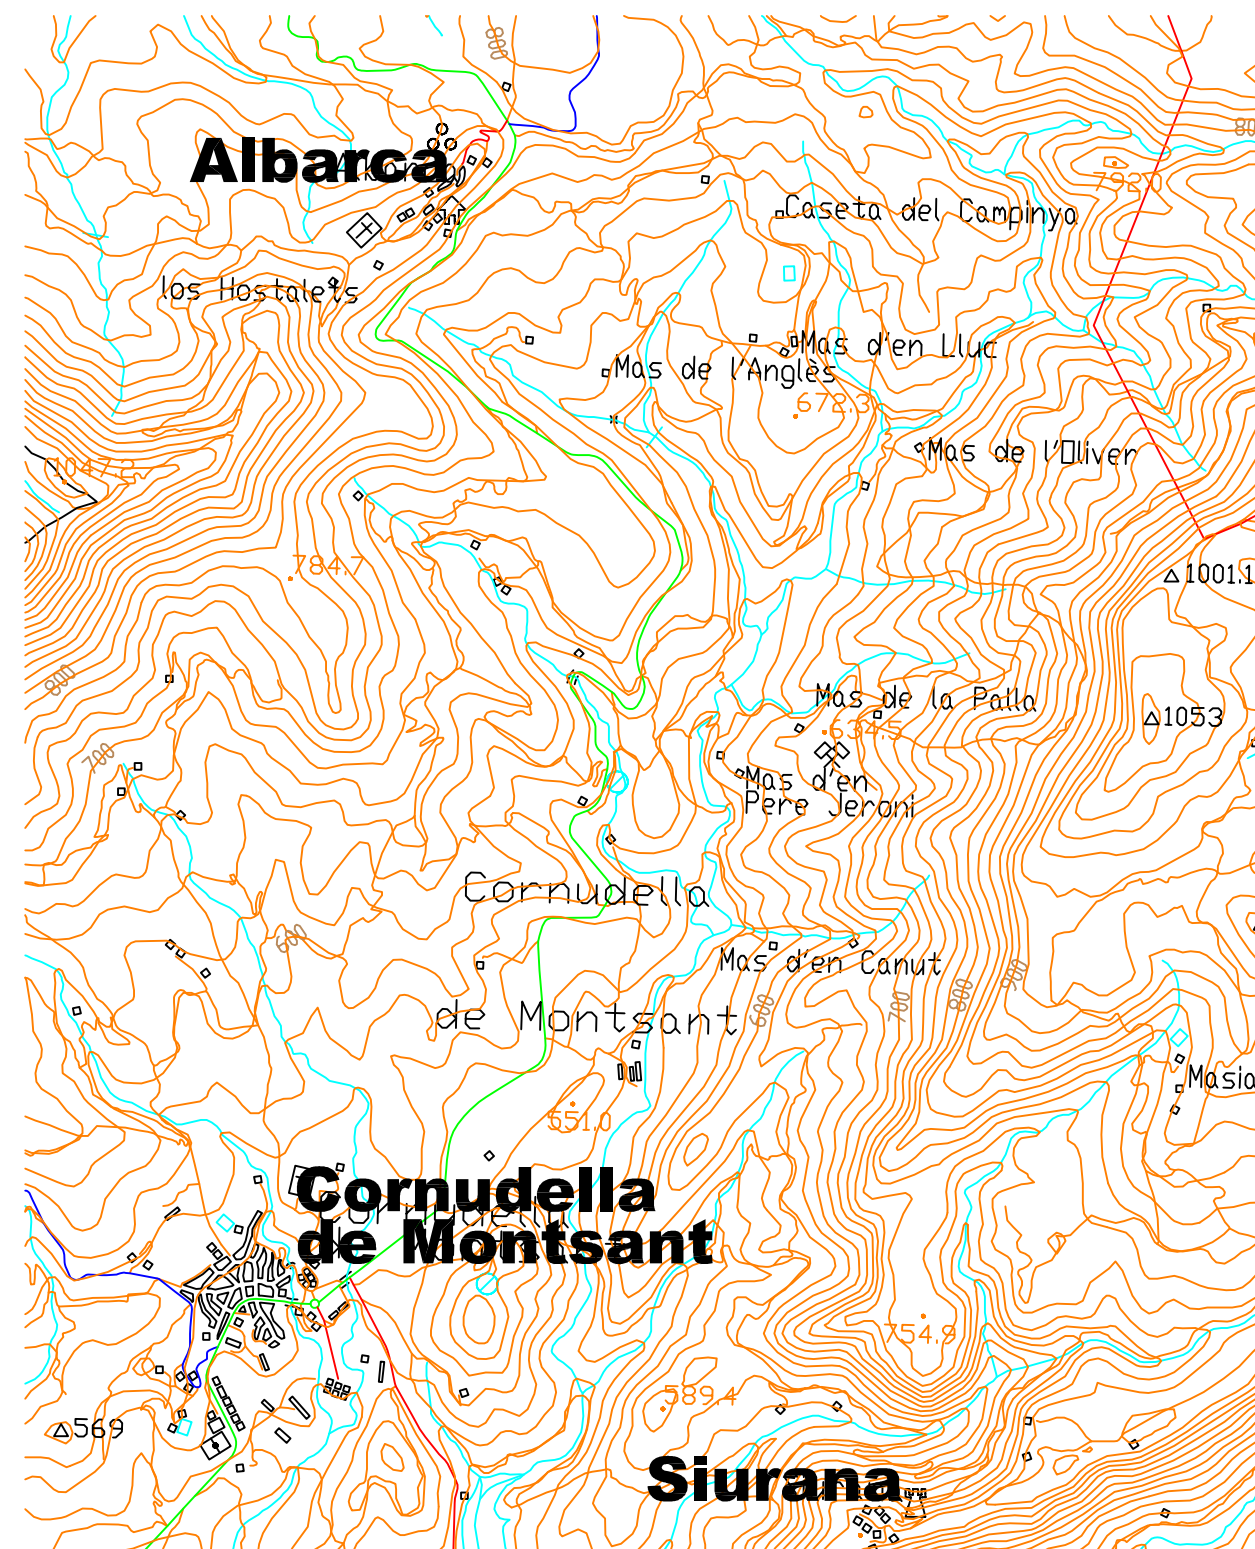 800
80
Albarca
792.0
Caseta del Campinyo
los Hostalets
Mas d'en Lluc
Mas de l'Anglès
672.3
Mas de l'Oliver
(1047.2)
784.7
1001.1
800
Mas de la Palla
1053
634.5
700
Mas d'en
Pere Jeroni
Cornudella
600
Mas d'en Canut
900
800
700
600
de Montsant
Masia
551.0
Cornudella
de Montsant
754.9
589.4
569
Siurana